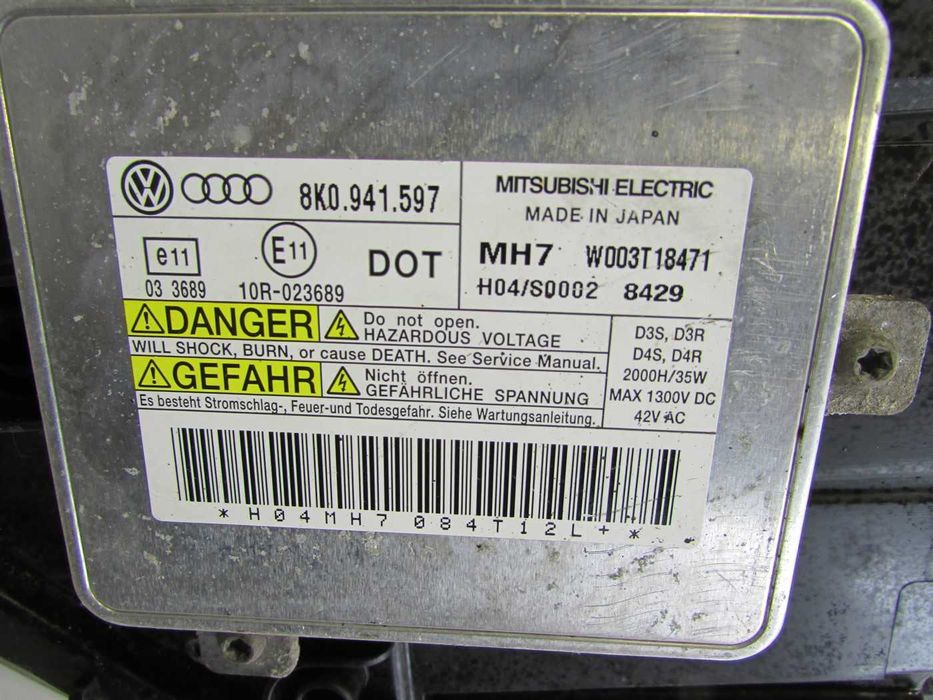 8K0.941.597
MITSUBISHI ELECTRIC
MADE IN JAPAN
e11
E11
DOT
03 3689
10R-023689
MH7 W003T18471
H04/S0002 8429
DANGER
Do not open.
HAZARDOUS VOLTAGE
WILL SHOCK, BURN, or cause DEATH. See Service Manual.
GEFAHR
Nicht öffnen.
GEFÄHRLICHE SPANNUNG
Es besteht Stromschlag-, Feuer-und Todesgefahr. Siehe Wartungsanleitung.
D3S, D3R
D4S, D4R
2000H/35W
MAX 1300V DC
42V AC
*H04MH7084T12L+*